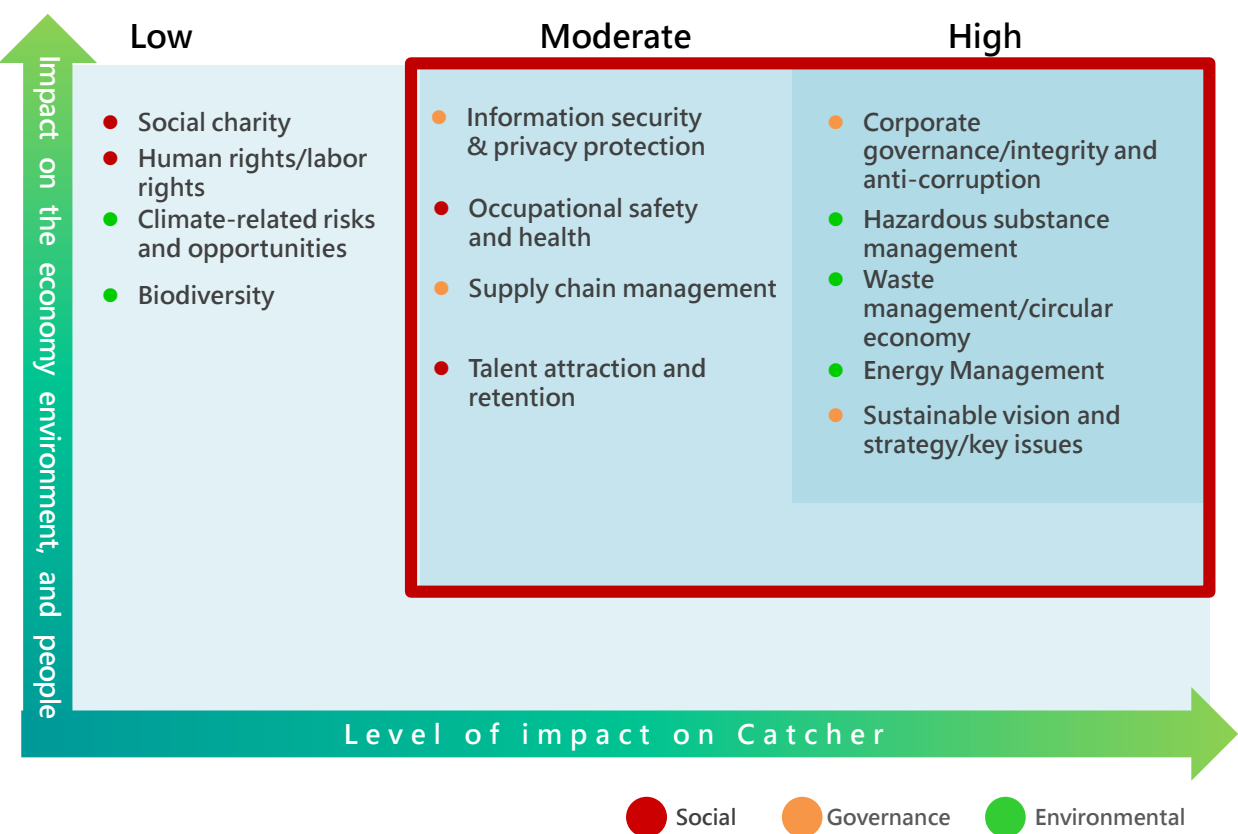 Low
Moderate
High
Impact on the economy environment, and people
Social charity
Human rights/labor
rights
Climate-related risks
and opportunities
Biodiversity
Information security
& privacy protection
Occupational safety
and health
Supply chain management
Talent attraction and
retention
Corporate
governance/integrity and
anti-corruption
Hazardous substance
management
Waste
management/circular
economy
Energy Management
Sustainable vision and
strategy/key issues
Level of impact on Catcher
Social
Governance
Environmental